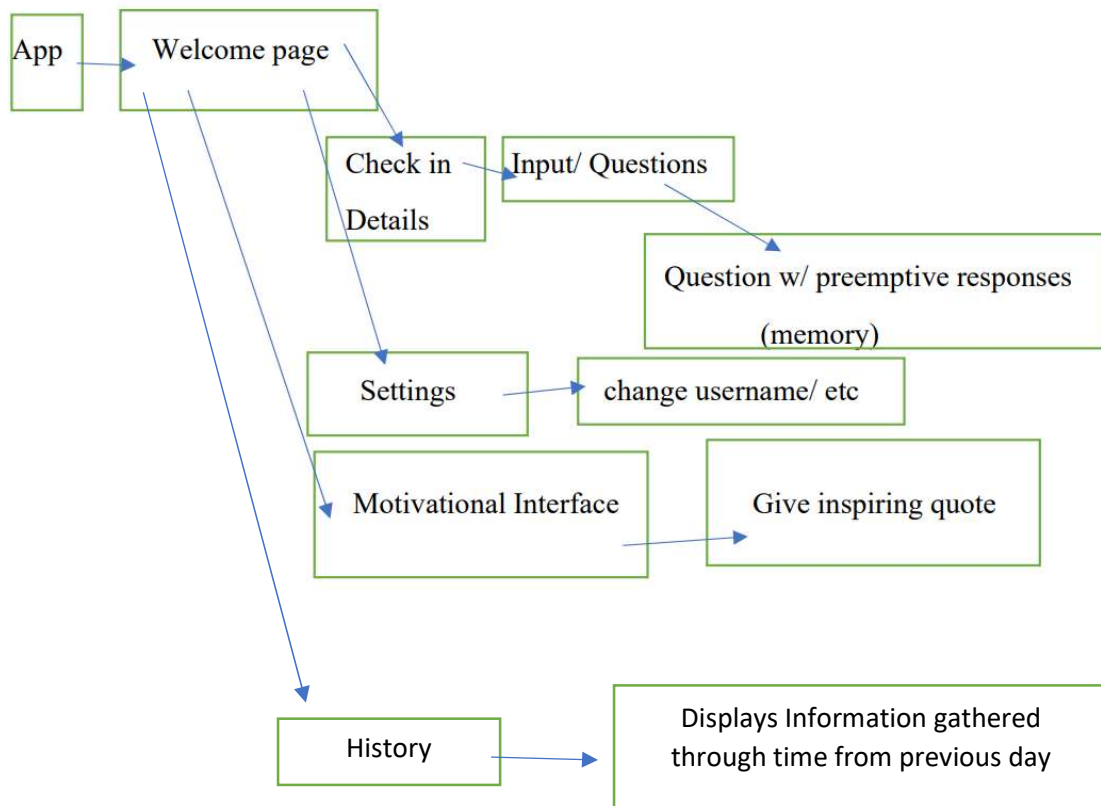 App
Welcome page
Check in
Details
Input/ Questions
Question w/ preemptive responses
(memory)
Settings
change username/ etc
Motivational Interface
Give inspiring quote
History
Displays Information gathered
through time from previous day